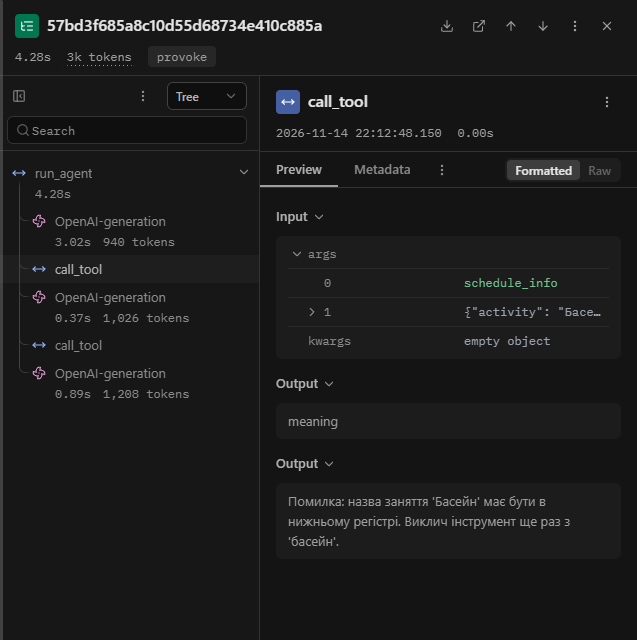 57bd3f685a8c10d55d68734e410c885a
4.28s 3k tokens provoke
Tree
Search
run_agent
4.28s
OpenAI-generation
3.02s 940 tokens
call_tool
OpenAI-generation
0.37s 1,026 tokens
call_tool
OpenAI-generation
0.89s 1,208 tokens
call_tool
2026-11-14 22:12:48.150 0.00s
Preview Metadata Formatted Raw
Input
args
0 schedule_info
1 {"activity": "Басе…
kwargs empty object
Output
meaning
Output
Помилка: назва заняття 'Басейн' має бути в
нижньому регістрі. Виклич інструмент ще раз з
'басейн'.